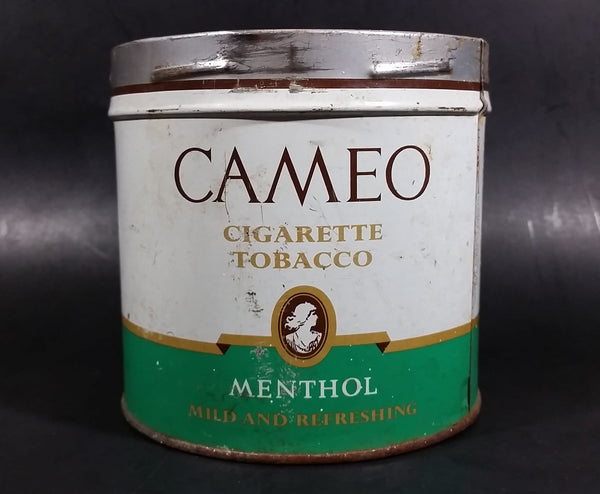 CAMEO
CIGARETTE
TOBACCO
MENTHOL
MILD AND REFRESHING